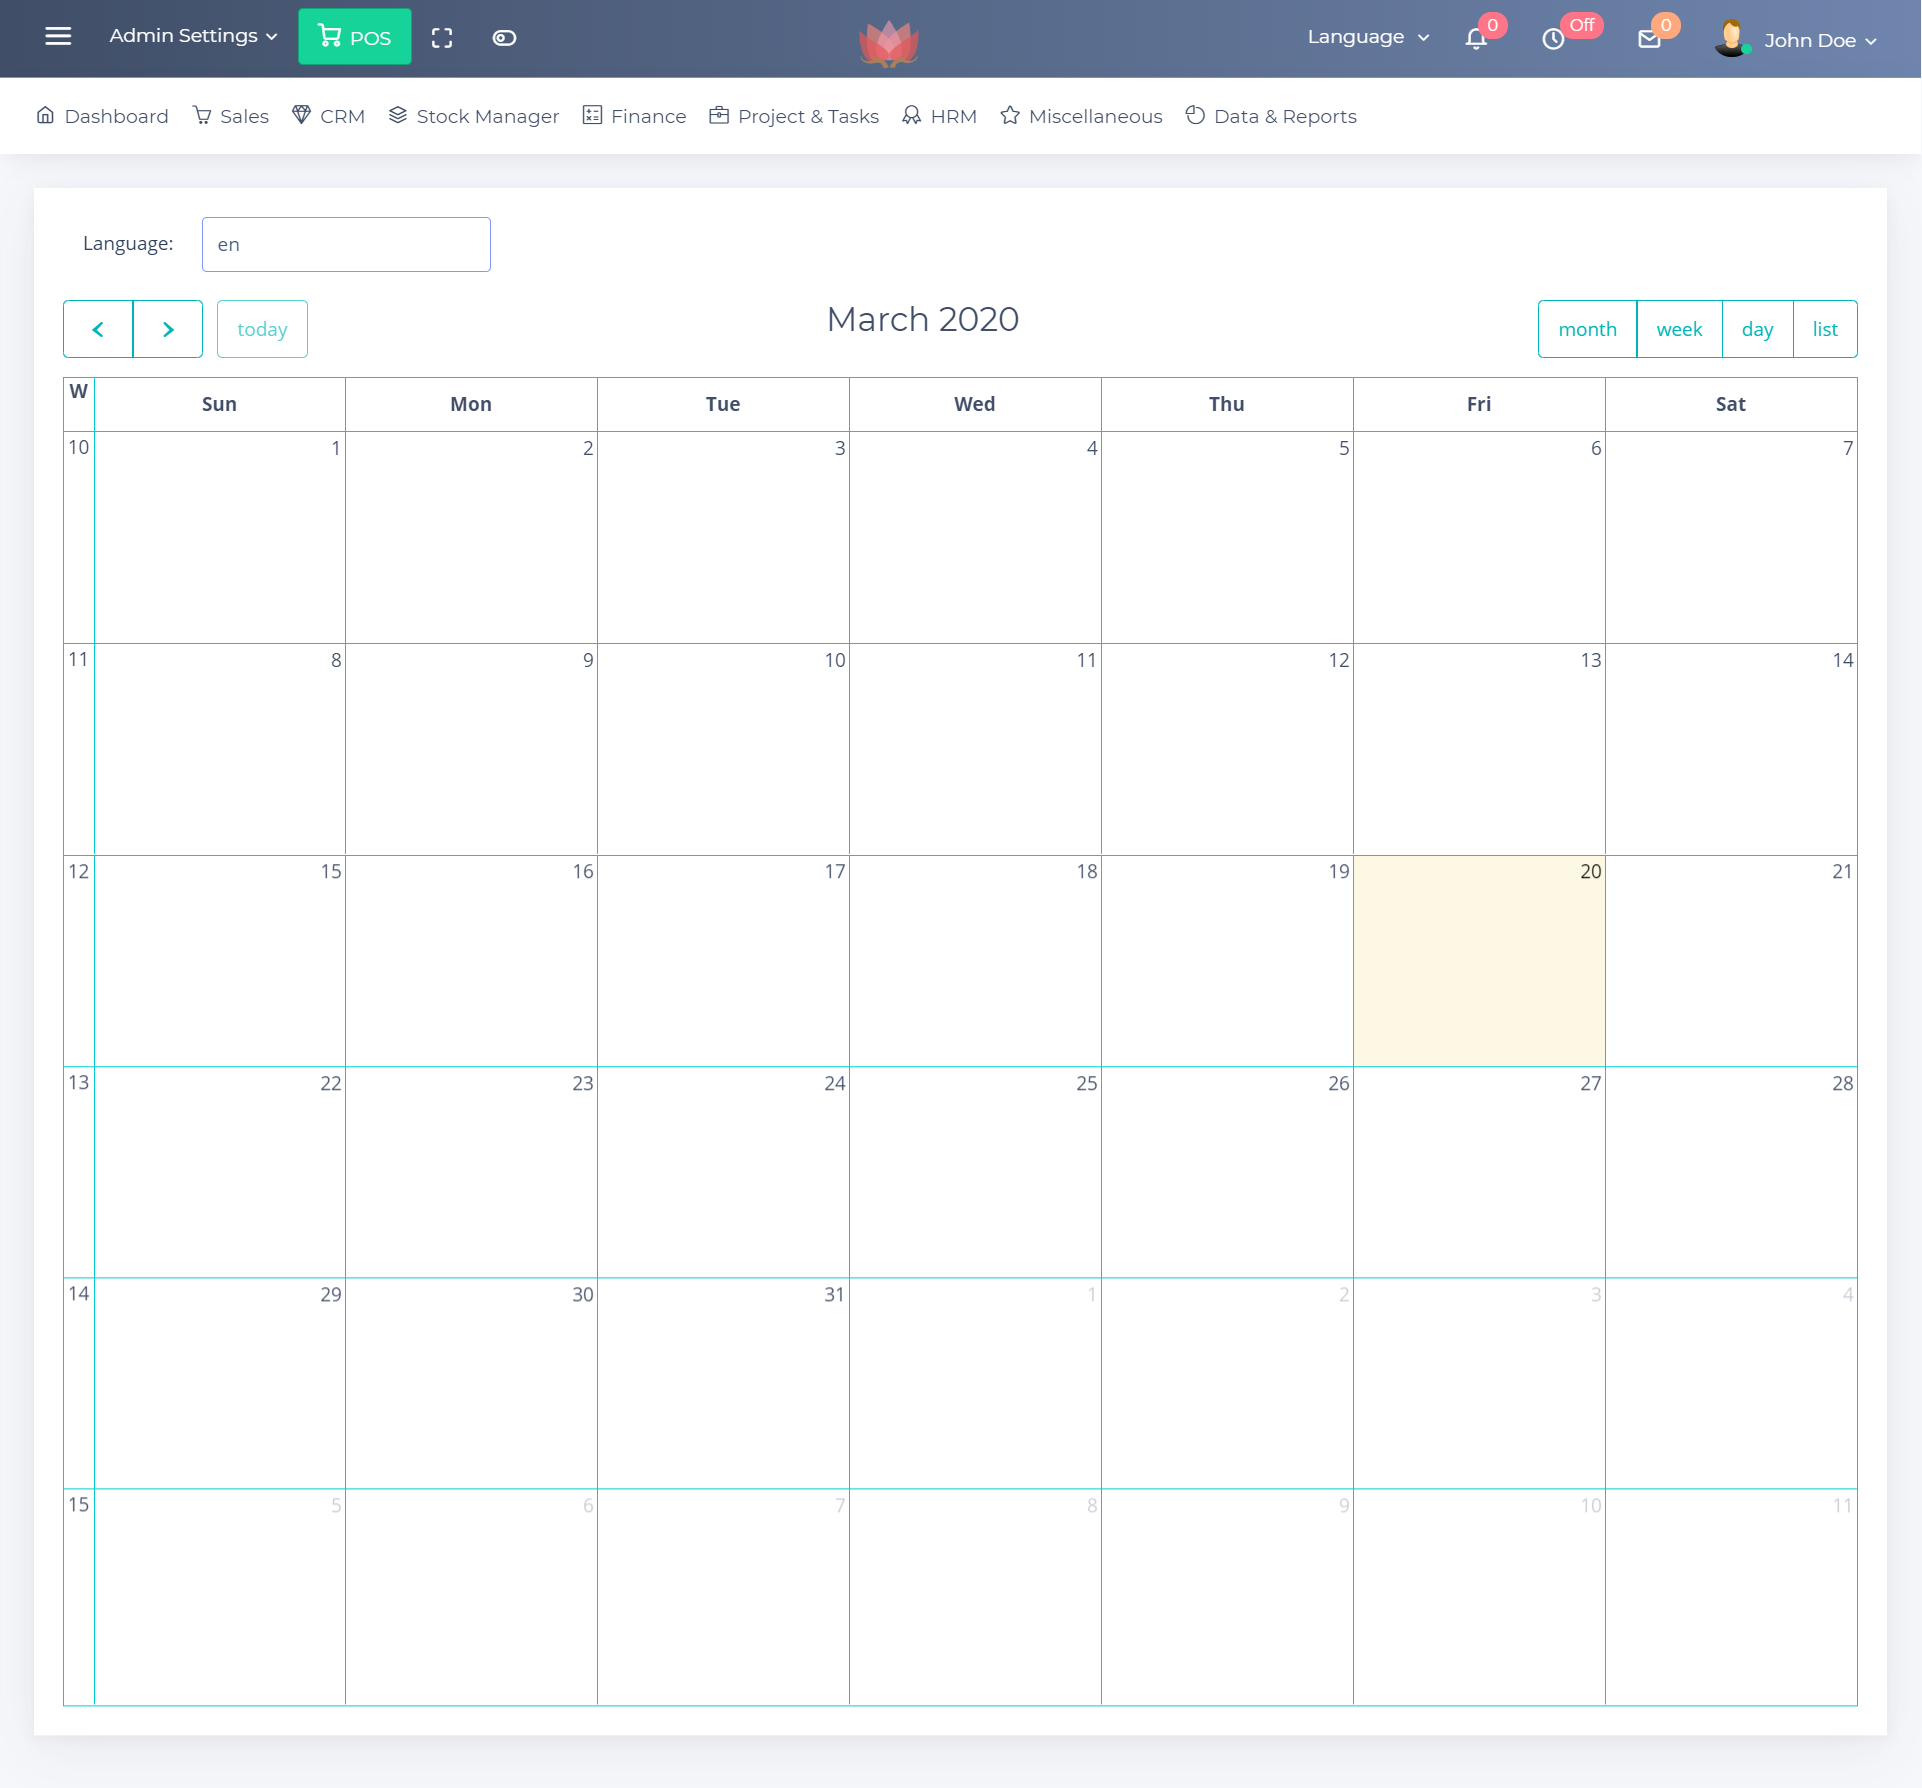 Admin Settings POS Language 0 Off 0 John Doe
Dashboard Sales CRM Stock Manager Finance Project & Tasks HRM Miscellaneous Data & Reports
Language: en
today March 2020 month week day list
W Sun Mon Tue Wed Thu Fri Sat
10 1 2 3 4 5 6 7
11 8 9 10 11 12 13 14
12 15 16 17 18 19 20 21
13 22 23 24 25 26 27 28
14 29 30 31 1 2 3 4
15 5 6 7 8 9 10 11